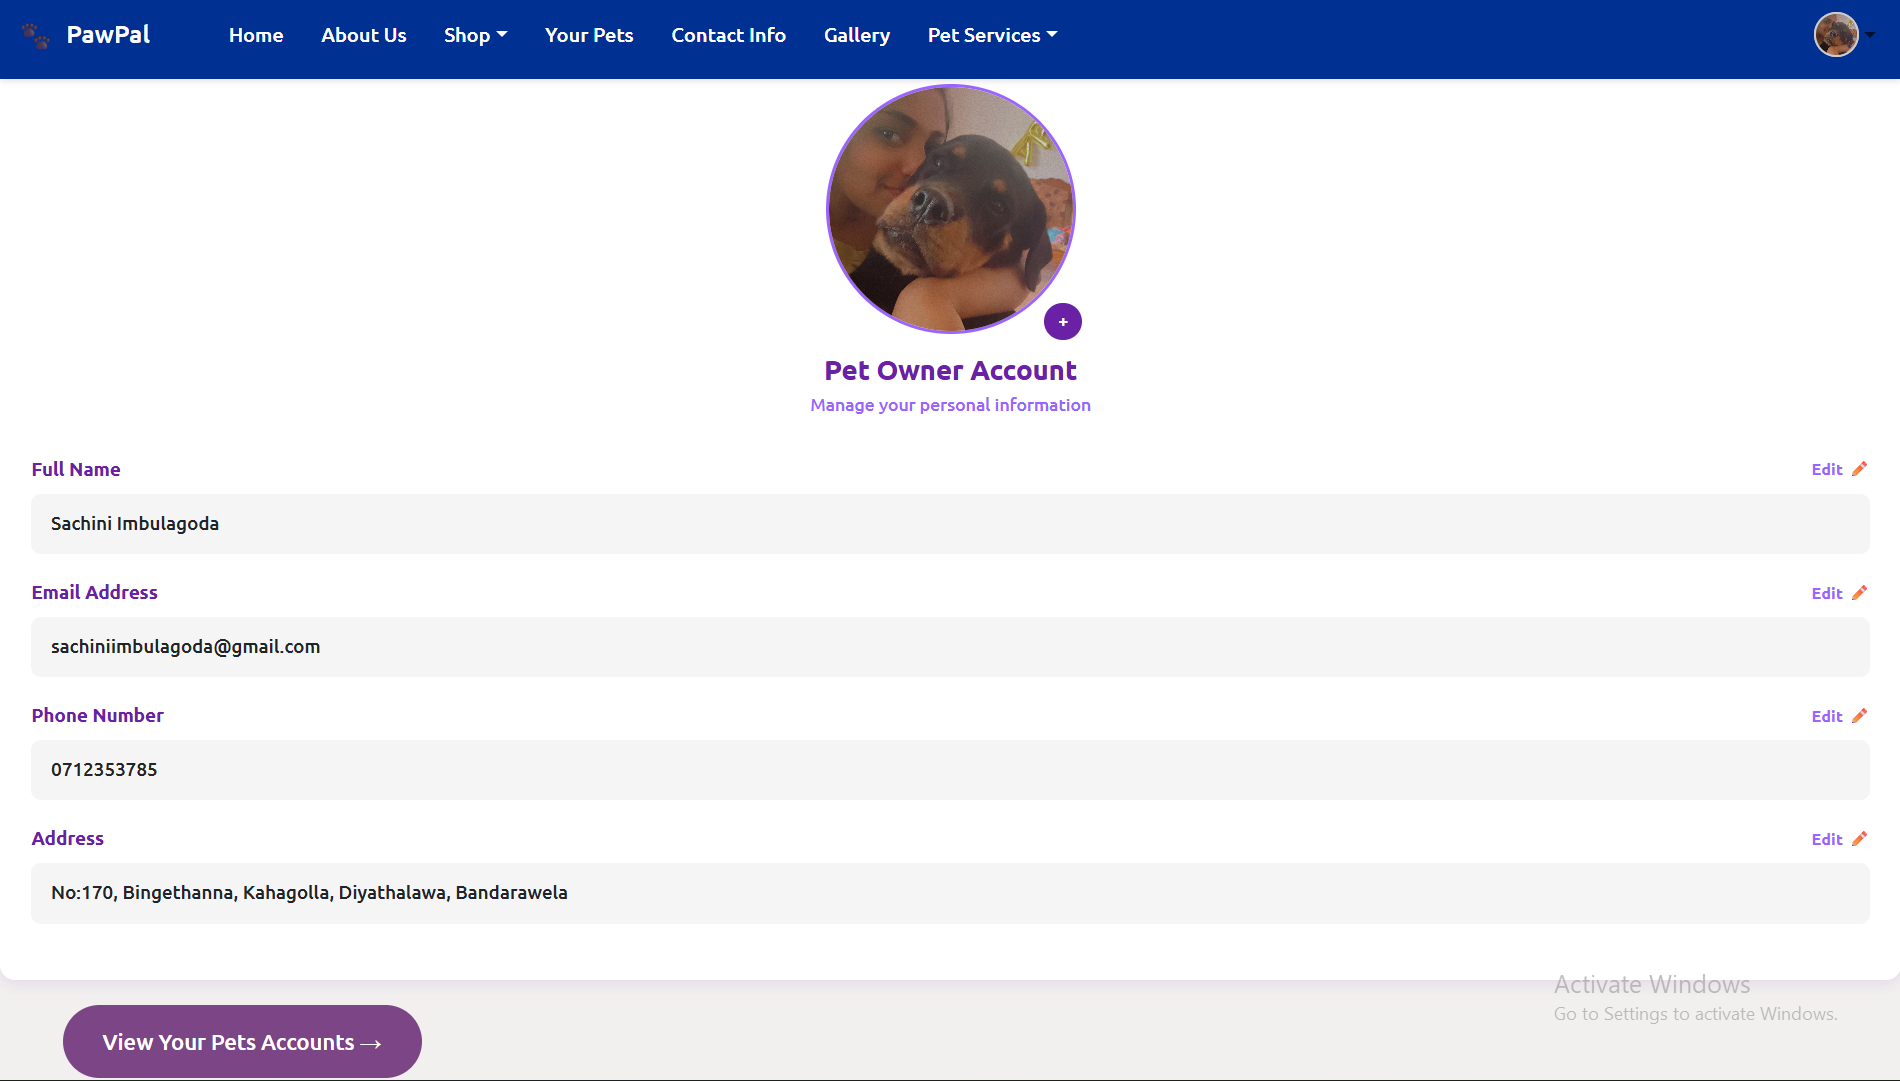 PawPal
Home About Us Shop Your Pets Contact Info Gallery Pet Services
+
Pet Owner Account
Manage your personal information
Full Name
Edit
Sachini Imbulagoda
Email Address
Edit
sachiniimbulagoda@gmail.com
Phone Number
Edit
0712353785
Address
Edit
No:170, Bingethanna, Kahagolla, Diyathalawa, Bandarawela
Activate Windows
Go to Settings to activate Windows.
View Your Pets Accounts →